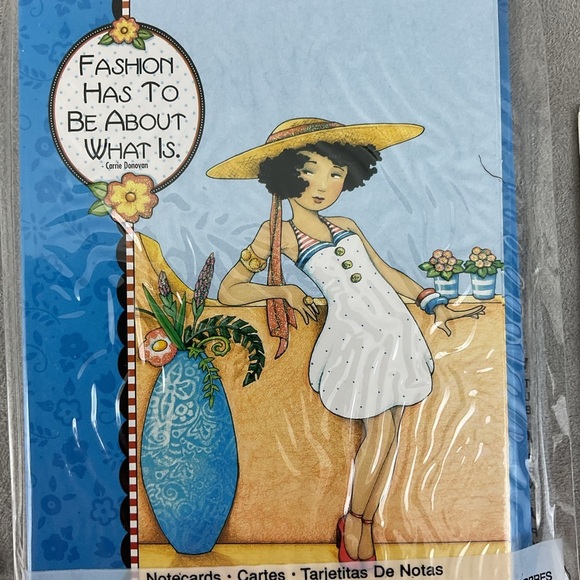 FASHION
HAS TO
BE ABOUT
WHAT IS.
- Carrie Donovan
Notecards • Cartes • Tarjetitas De Notas